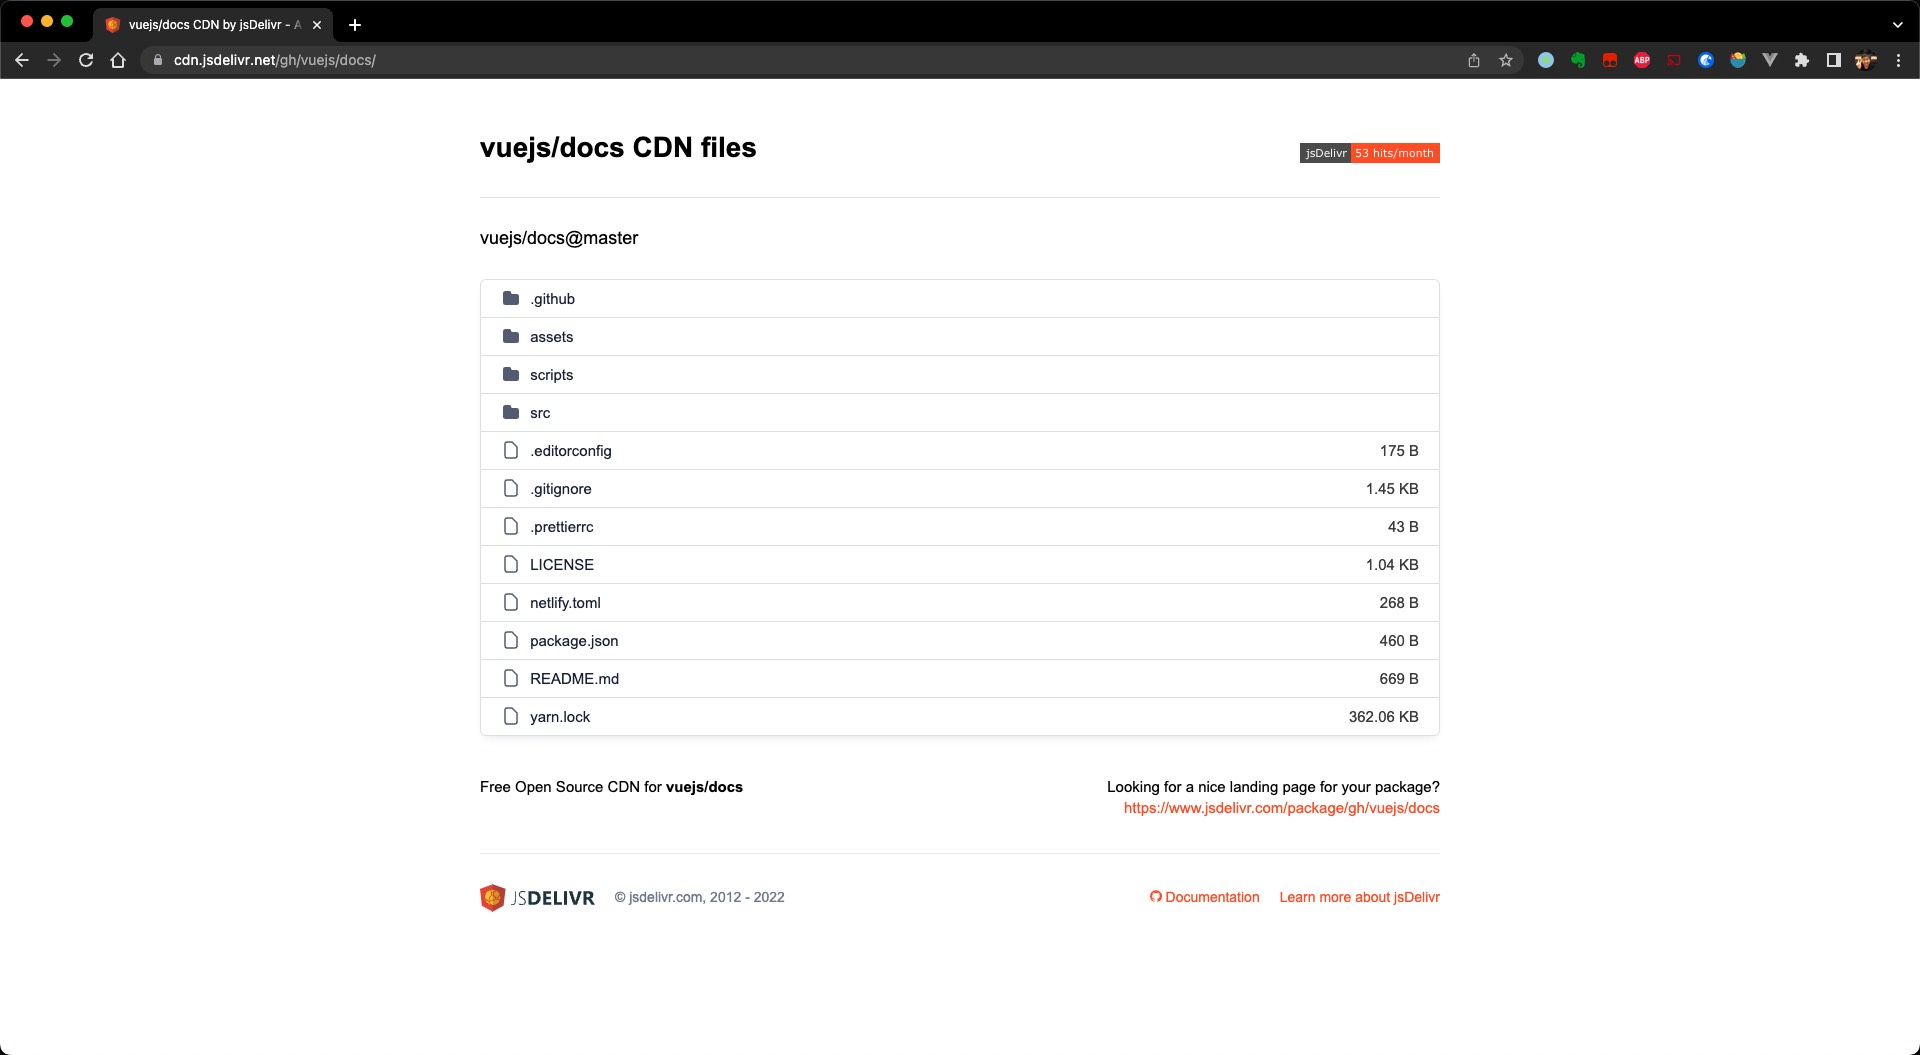 vuejs/docs CDN by jsDelivr - A
cdn.jsdelivr.net/gh/vuejs/docs/
ABP
vuejs/docs CDN files
jsDelivr 53 hits/month
vuejs/docs@master
.github
assets
scripts
src
.editorconfig 175 B
.gitignore 1.45 KB
.prettierrc 43 B
LICENSE 1.04 KB
netlify.toml 268 B
package.json 460 B
README.md 669 B
yarn.lock 362.06 KB
Free Open Source CDN for vuejs/docs
Looking for a nice landing page for your package?
https://www.jsdelivr.com/package/gh/vuejs/docs
JSDELIVR © jsdelivr.com, 2012 - 2022 Documentation Learn more about jsDelivr